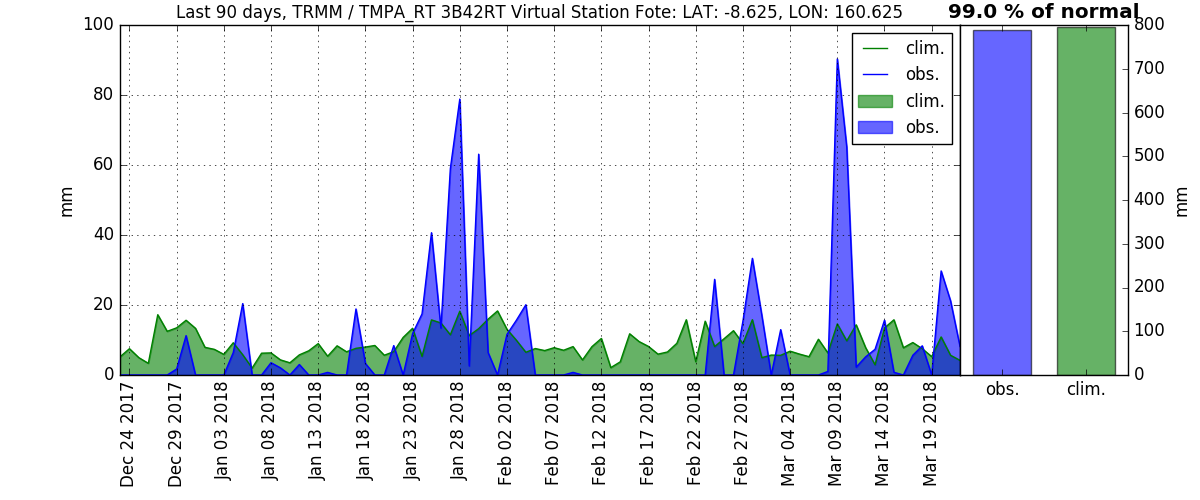 Last 90 days, TRMM / TMPA_RT 3B42RT Virtual Station Fote: LAT: -8.625, LON: 160.625
99.0 % of normal
mm
100
80
60
40
20
0
clim.
obs.
clim.
obs.
Dec 24 2017
Dec 29 2017
Jan 03 2018
Jan 08 2018
Jan 13 2018
Jan 18 2018
Jan 23 2018
Jan 28 2018
Feb 02 2018
Feb 07 2018
Feb 12 2018
Feb 17 2018
Feb 22 2018
Feb 27 2018
Mar 04 2018
Mar 09 2018
Mar 14 2018
Mar 19 2018
800
700
600
500
400
300
200
100
0
mm
obs.
clim.